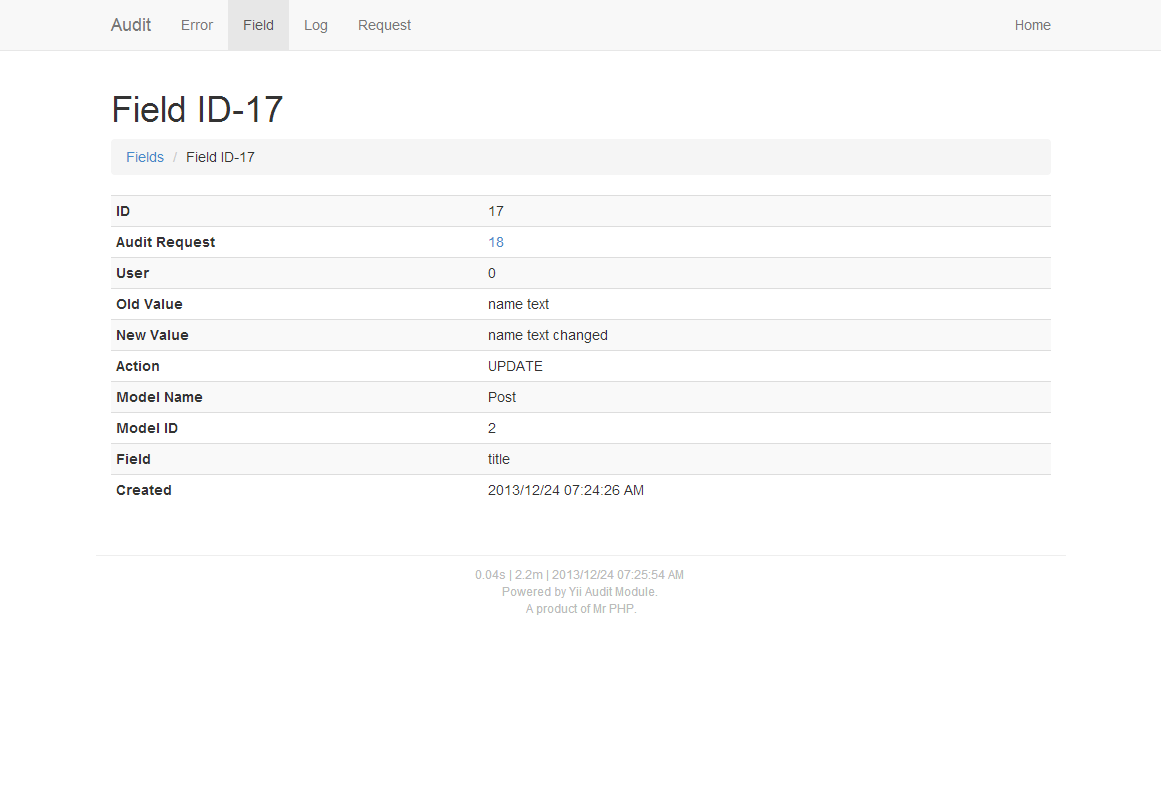 Audit Error Field Log Request Home
Field ID-17
Fields / Field ID-17
ID 17
Audit Request 18
User 0
Old Value name text
New Value name text changed
Action UPDATE
Model Name Post
Model ID 2
Field title
Created 2013/12/24 07:24:26 AM
0.04s | 2.2m | 2013/12/24 07:25:54 AM
Powered by Yii Audit Module.
A product of Mr PHP.